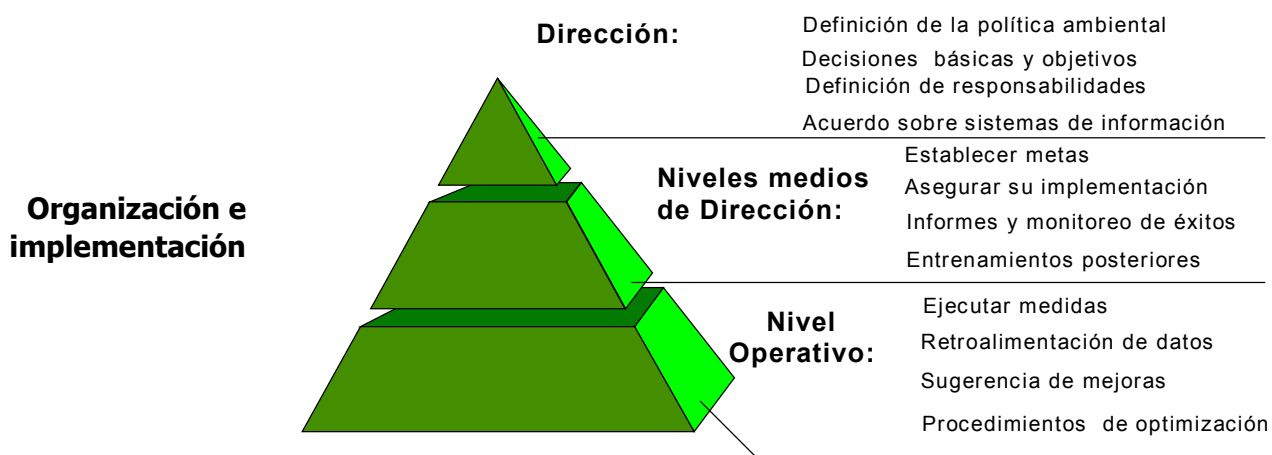 Dirección:
Definición de la política ambiental
Decisiones básicas y objetivos
Definición de responsabilidades
Acuerdo sobre sistemas de información
Organización e
implementación
Niveles medios
de Dirección:
Establecer metas
Asegurar su implementación
Informes y monitoreo de éxitos
Entrenamientos posteriores
Nivel
Operativo:
Ejecutar medidas
Retroalimentación de datos
Sugerencia de mejoras
Procedimientos de optimización